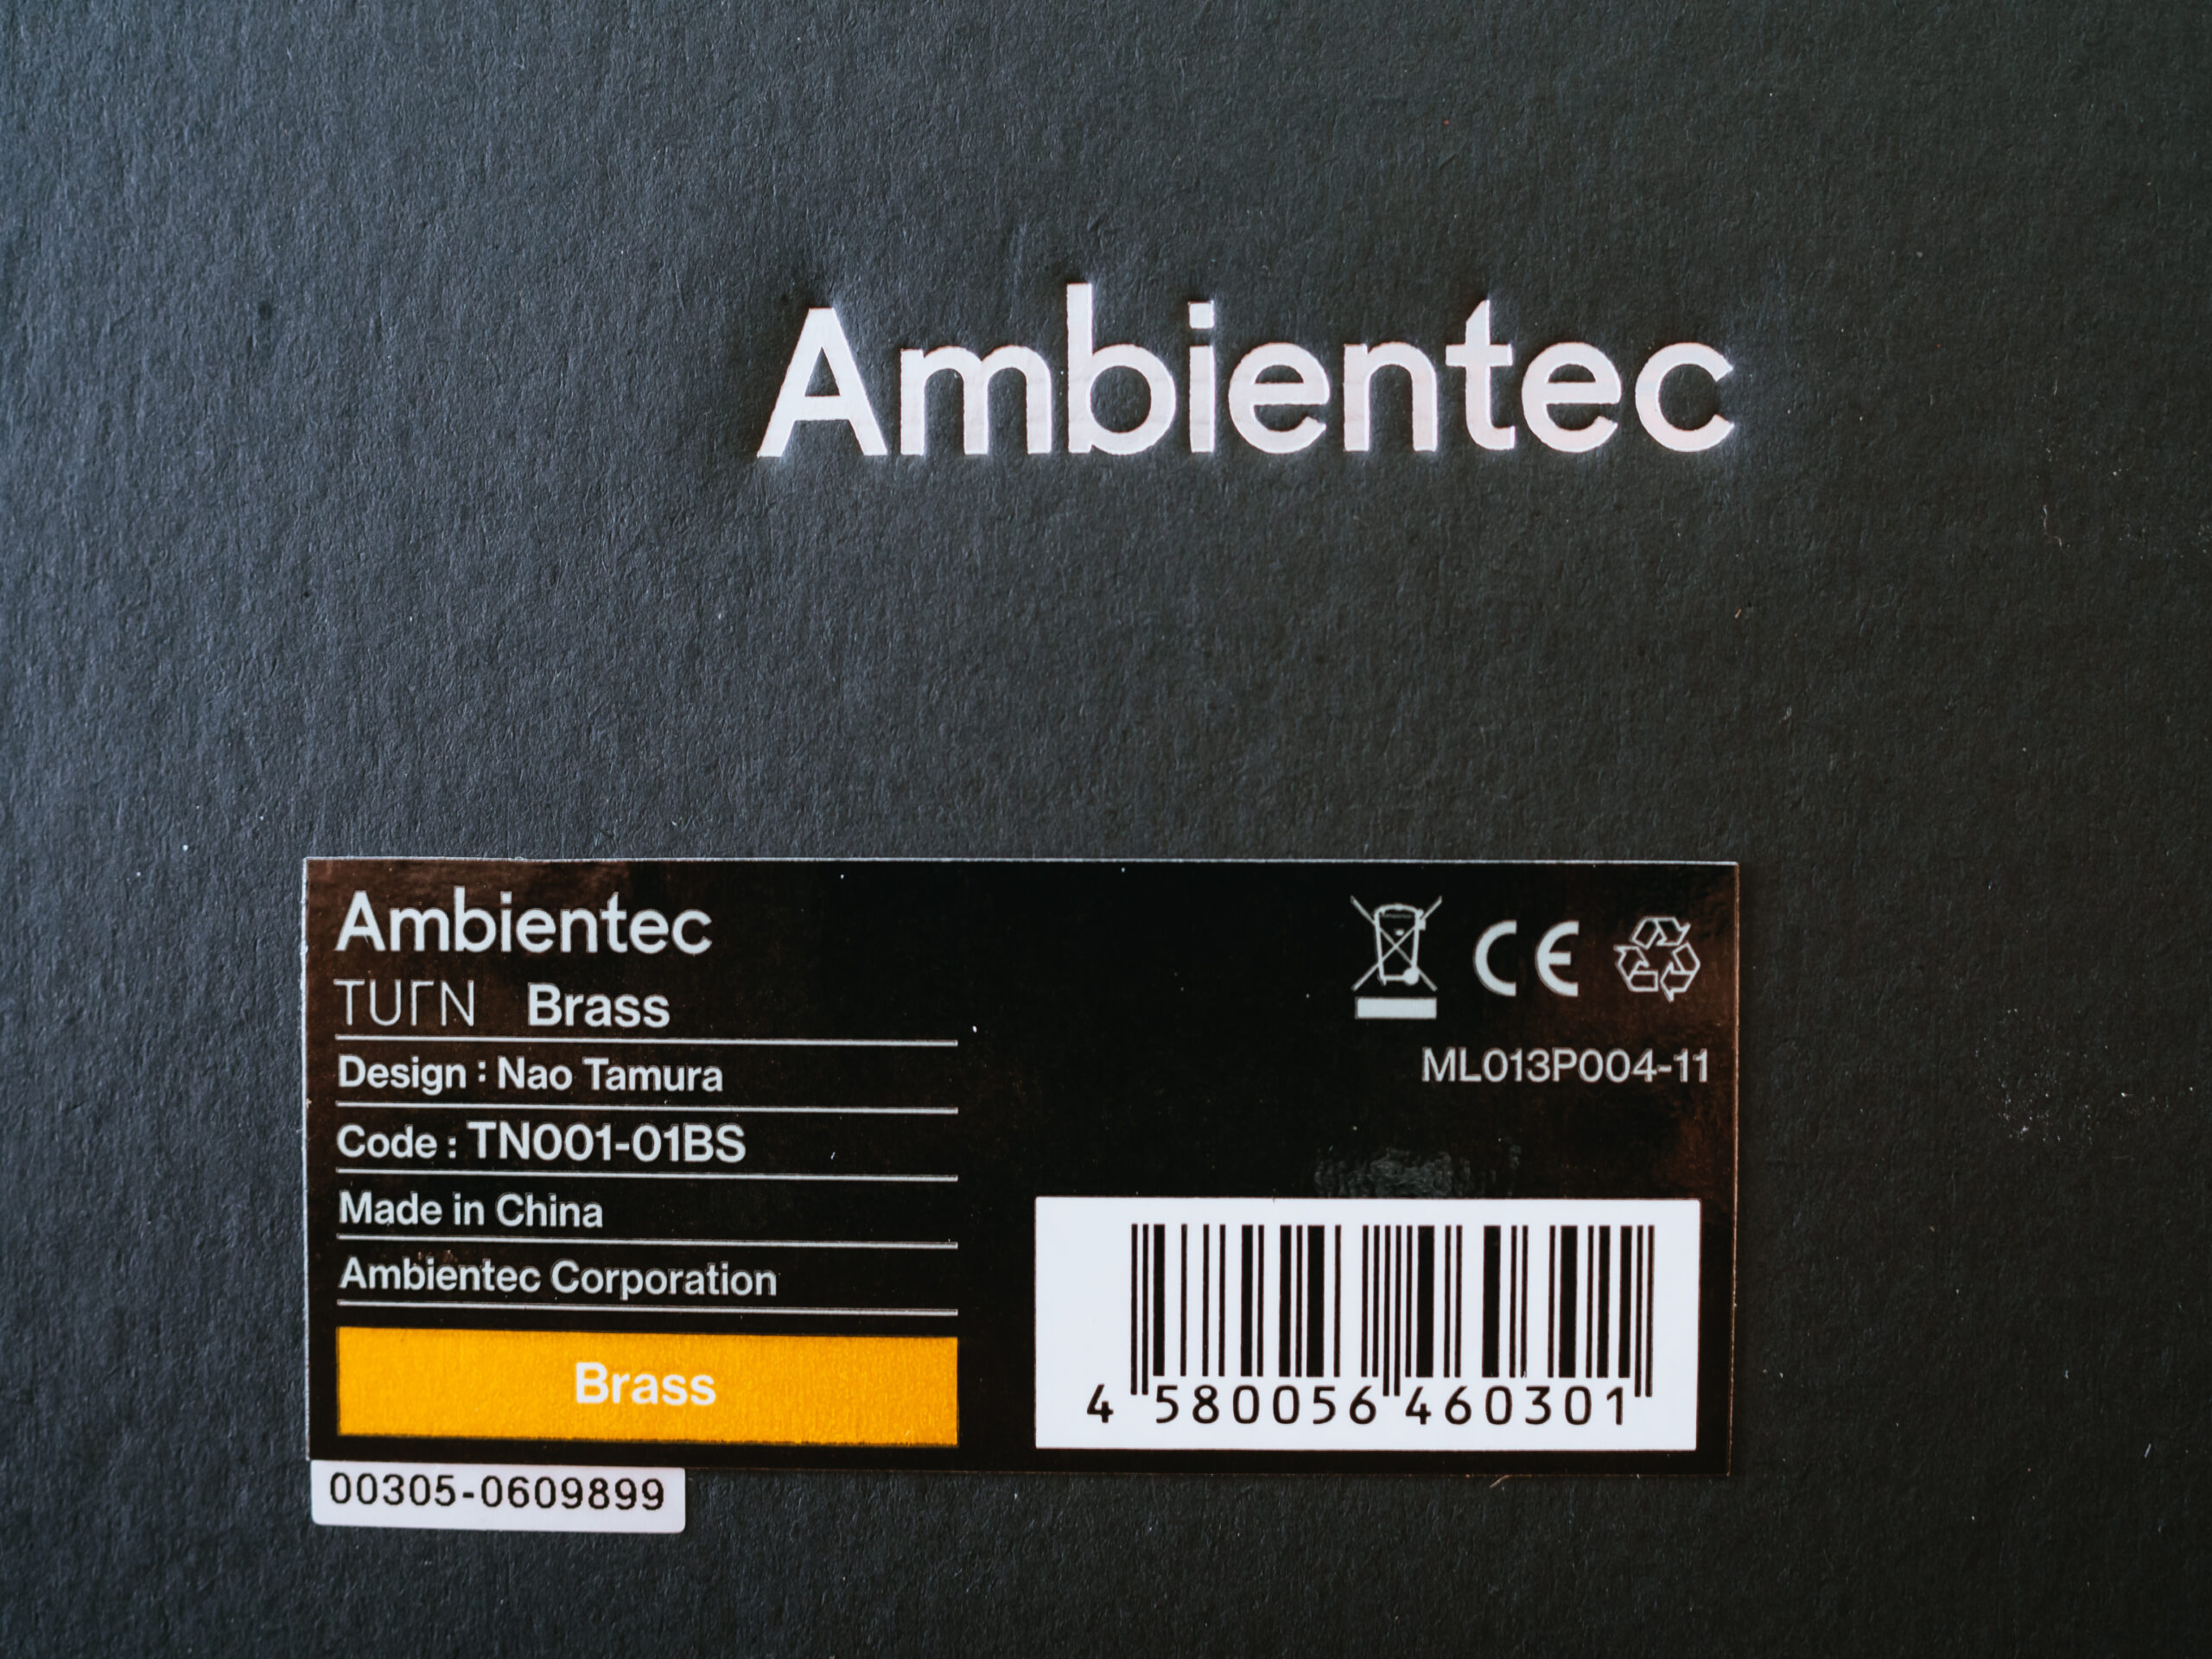 Ambientec
Ambientec
TURN Brass
Design : Nao Tamura
Code : TN001-01BS
Made in China
Ambientec Corporation
Brass
00305-0609899
CE
ML013P004-11
4 580056 460301